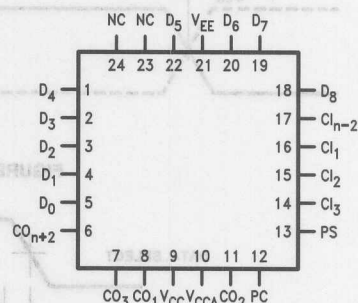 NC NC D5 VEE D6 D7
24 23 22 21 20 19
D4 1 18 D8
D3 2 17 CIn-2
D2 3 16 CI1
D1 4 15 CI2
D0 5 14 CI3
COn+2 6 13 PS
7 8 9 10 11 12
CO3 CO1 VCC VCCA CO2 PC